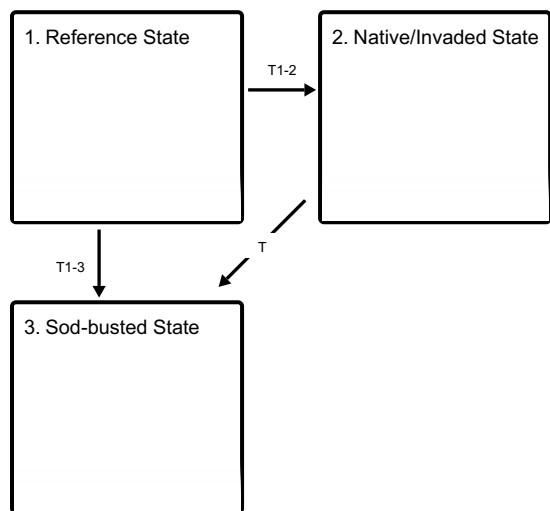 1. Reference State
2. Native/Invaded State
T1-2
T
T1-3
3. Sod-busted State